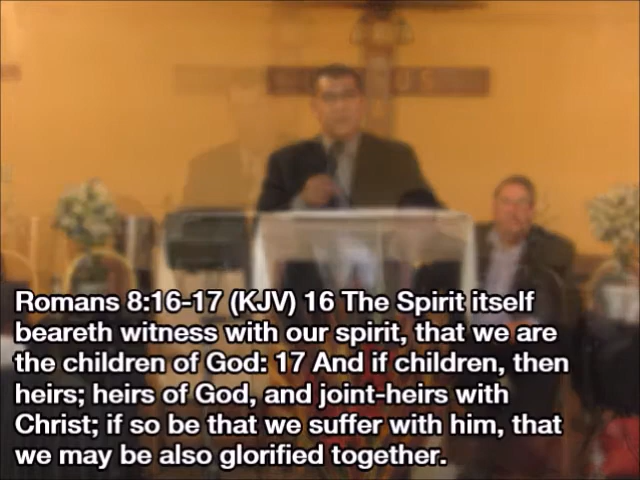 Romans 8:16-17 (KJV) 16 The Spirit itself
beareth witness with our spirit, that we are
the children of God: 17 And if children, then
heirs; heirs of God, and joint-heirs with
Christ; if so be that we suffer with him, that
we may be also glorified together.